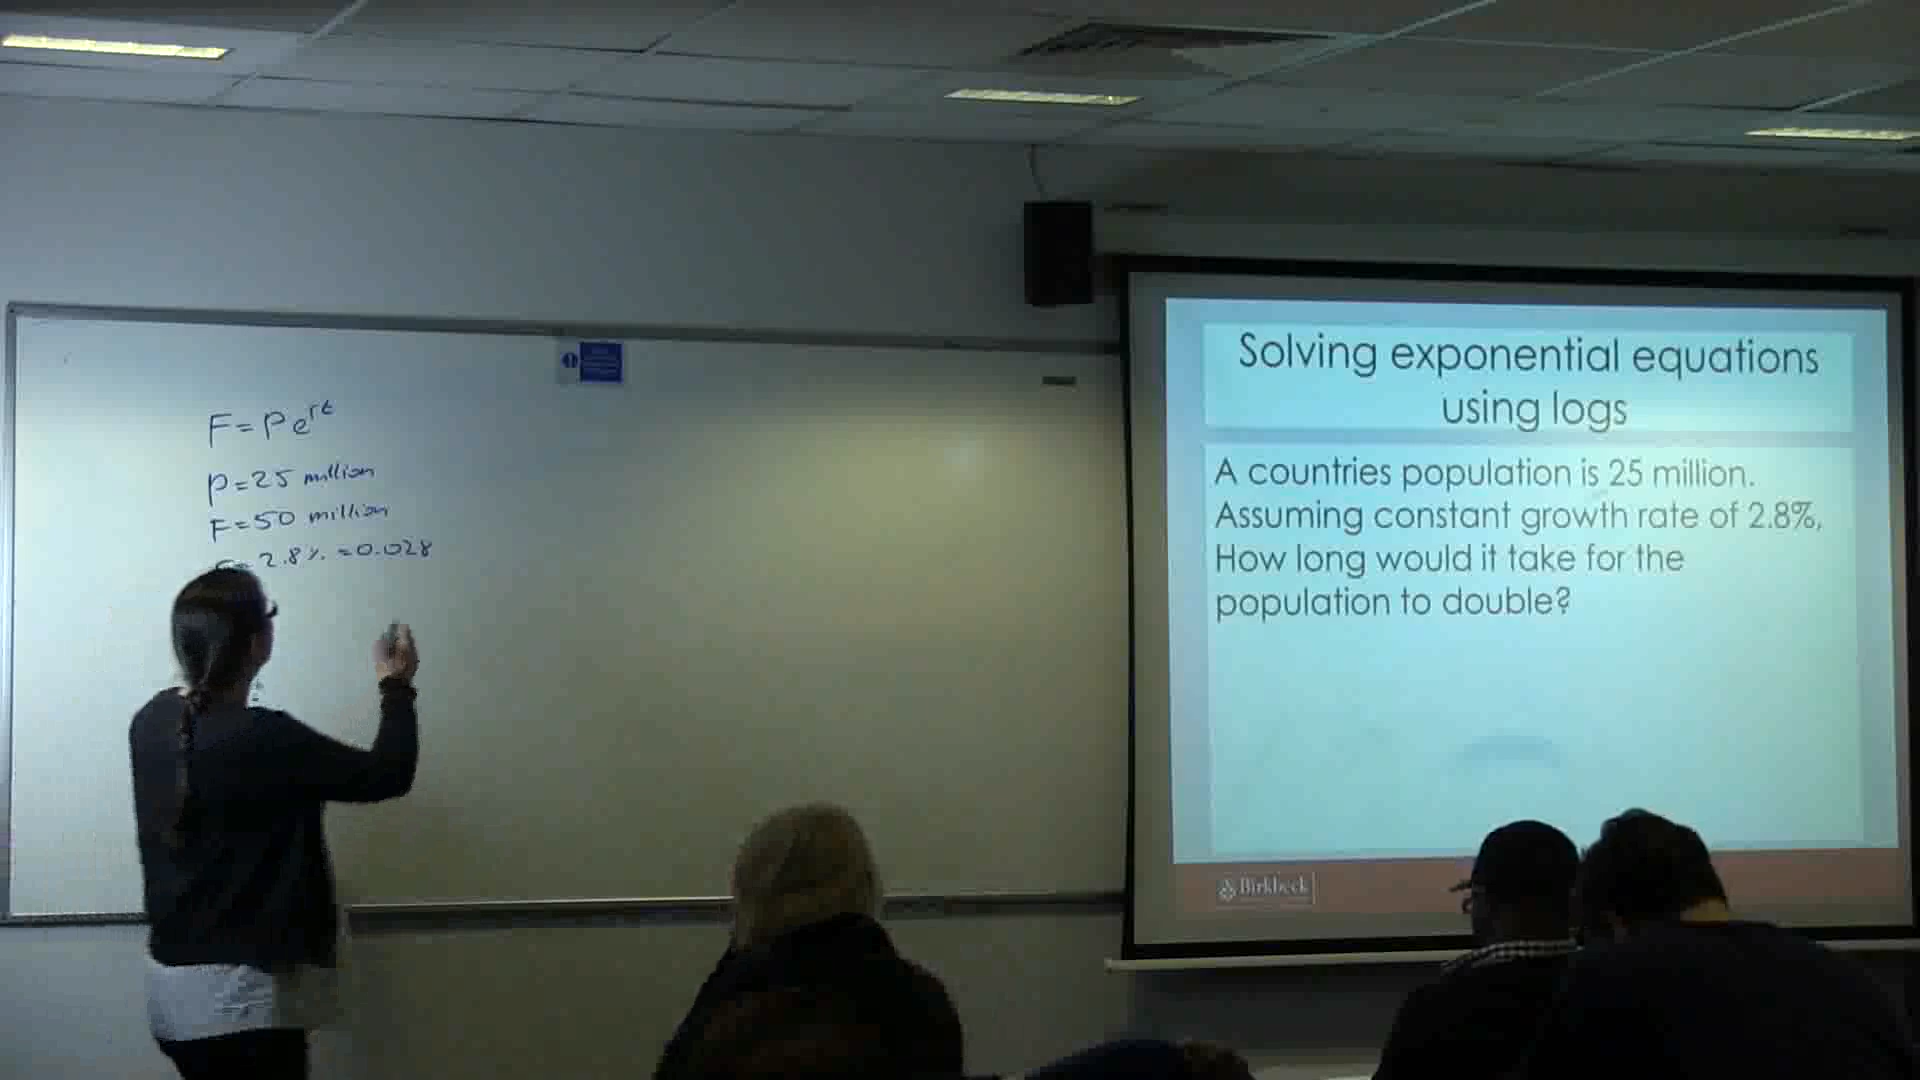 F = Pe^rt
P = 25 million
F = 50 million
r = 2.8% = 0.028
Solving exponential equations
using logs
A countries population is 25 million.
Assuming constant growth rate of 2.8%,
How long would it take for the
population to double?
Birkbeck